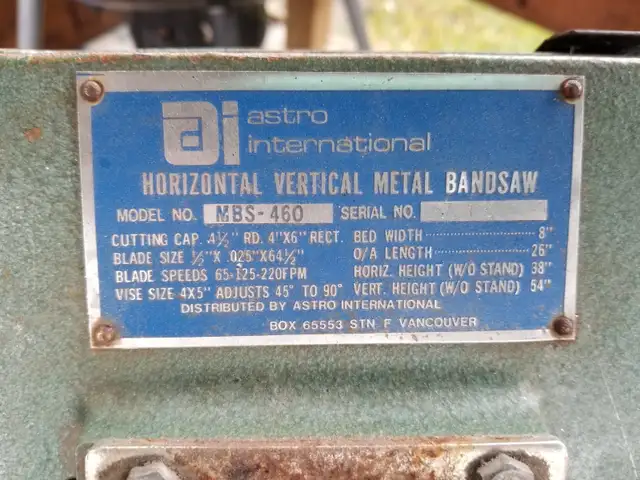 ai astro
international
HORIZONTAL VERTICAL METAL BANDSAW
MODEL NO. MBS-460 SERIAL NO.
CUTTING CAP. 4½" RD. 4"X6" RECT. BED WIDTH 8"
BLADE SIZE ½"X .025"X64½" O/A LENGTH 26"
BLADE SPEEDS 65-125-220FPM HORIZ. HEIGHT (W/O STAND) 38"
VISE SIZE 4X5" ADJUSTS 45° TO 90° VERT. HEIGHT (W/O STAND) 54"
DISTRIBUTED BY ASTRO INTERNATIONAL
BOX 65553 STN F VANCOUVER